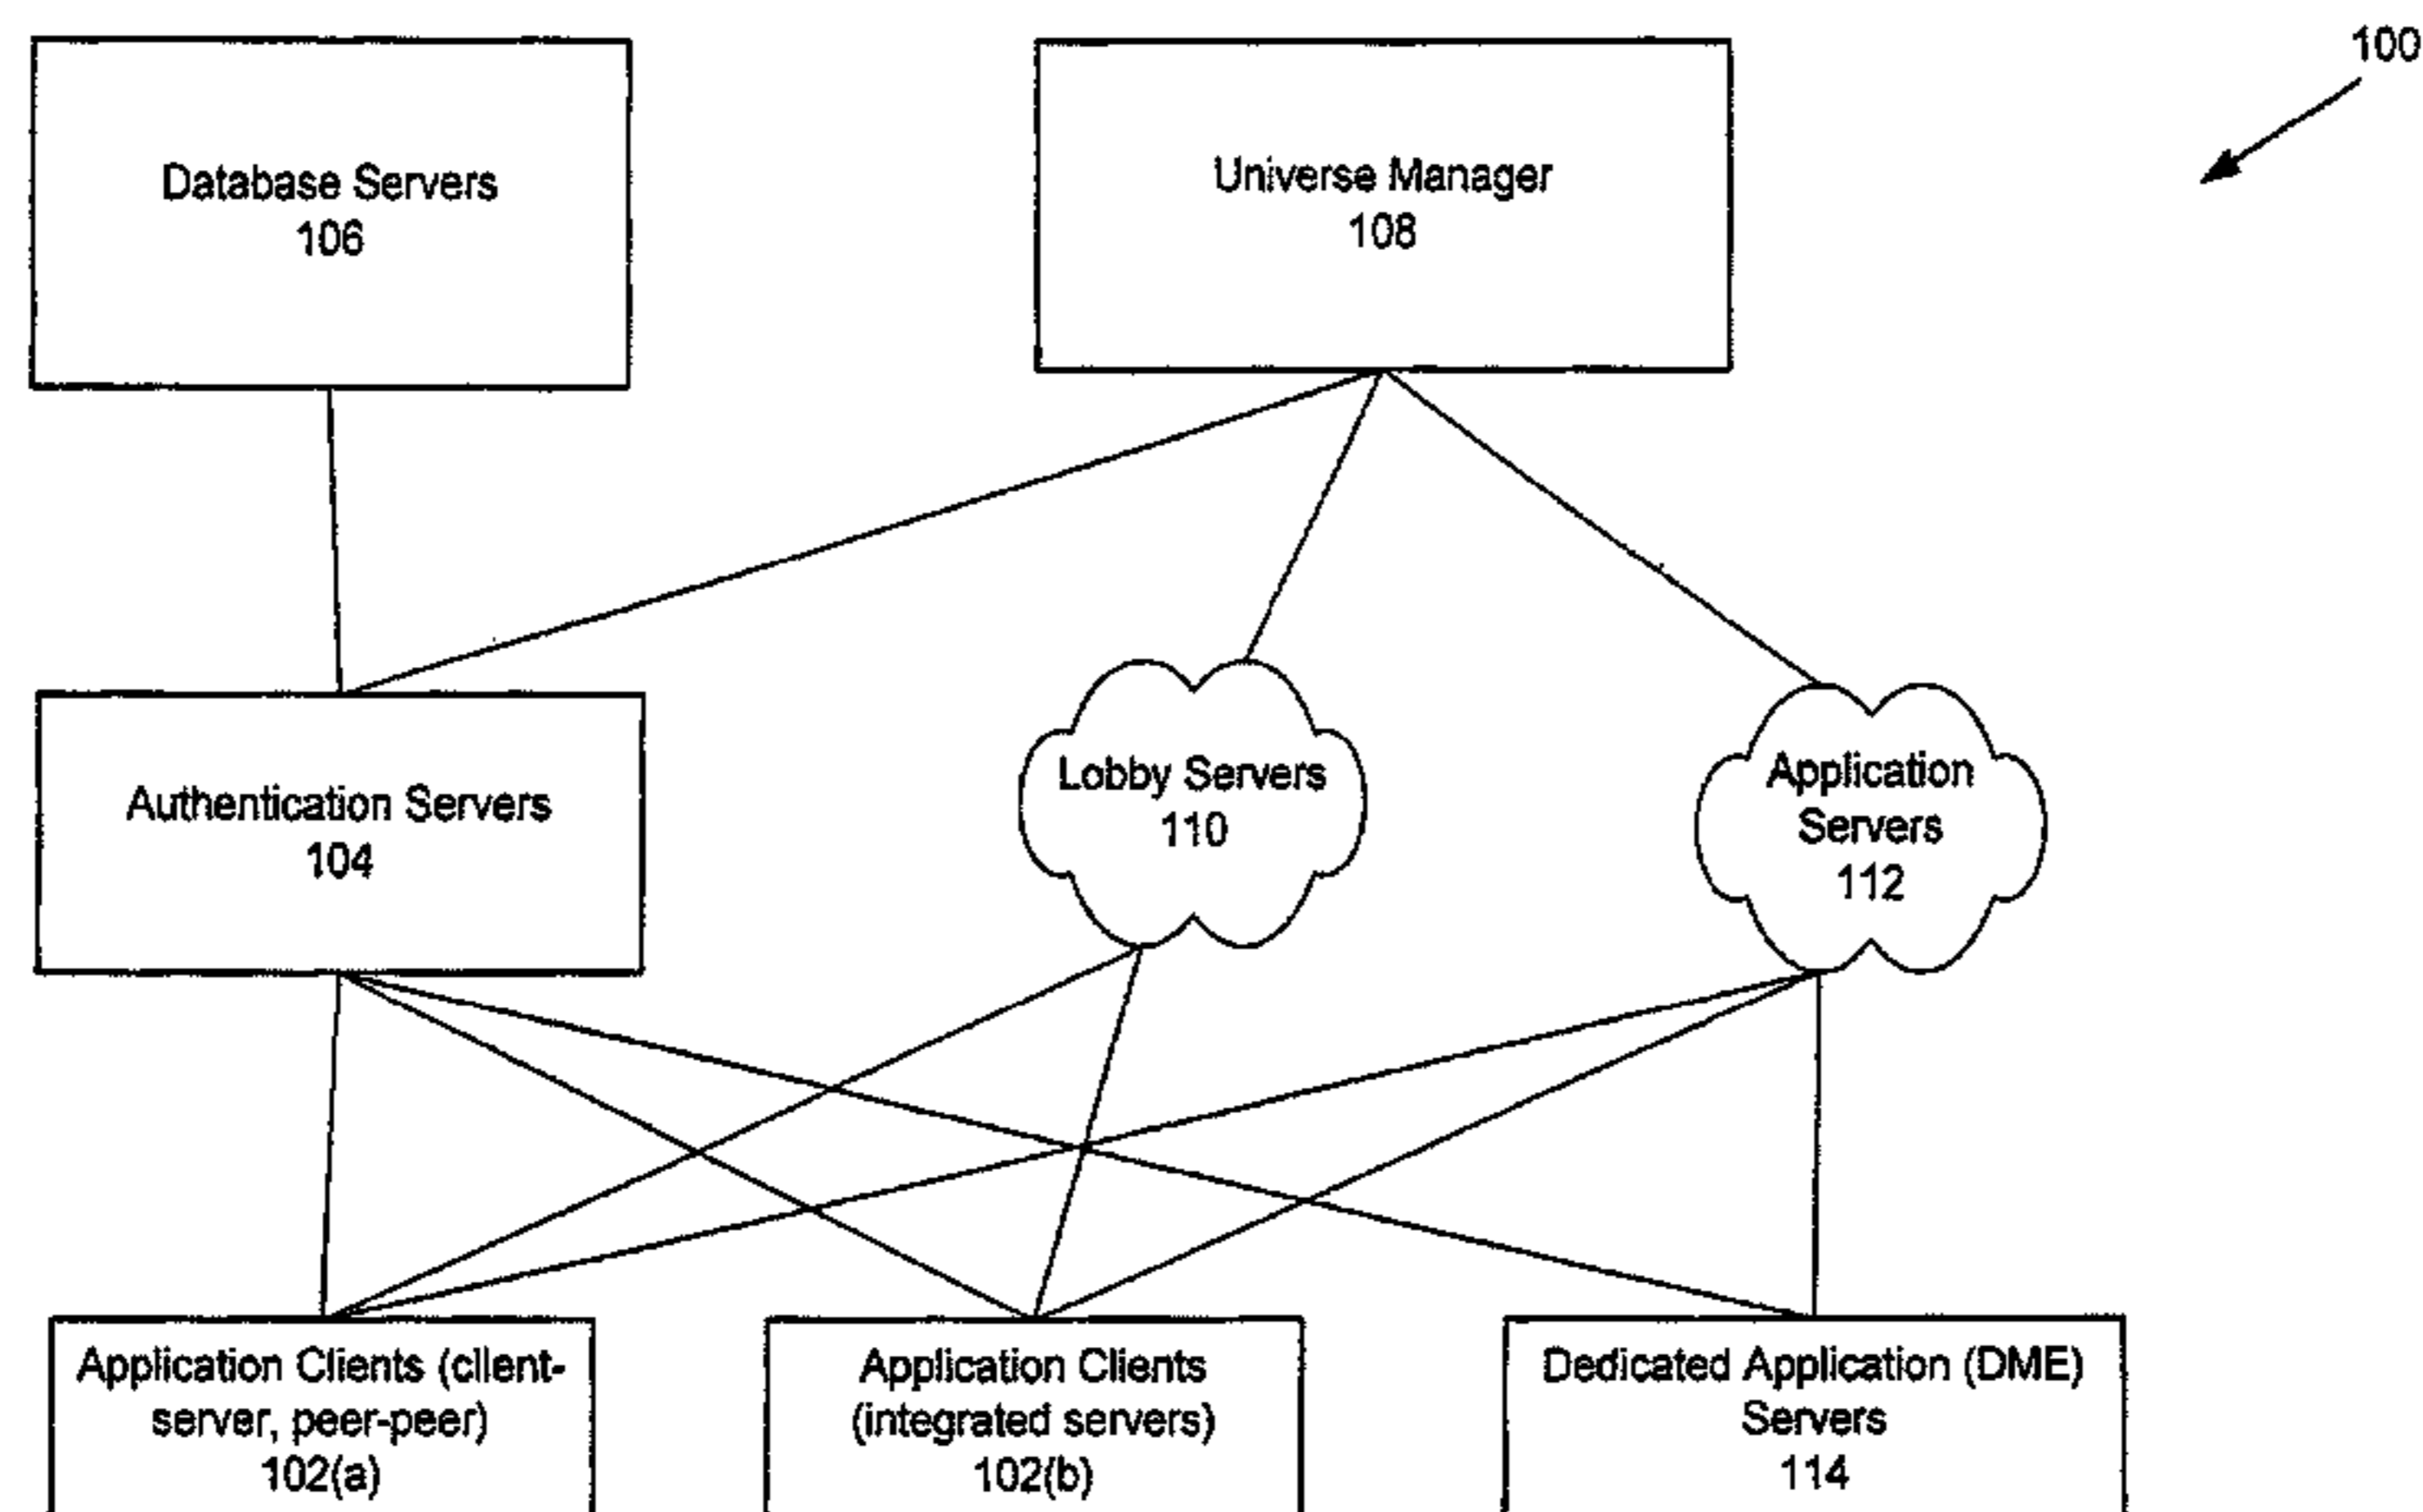 100
Database Servers
106
Universe Manager
108
Authentication Servers
104
Lobby Servers
110
Application
Servers
112
Application Clients (client-
server, peer-peer)
102(a)
Application Clients
(integrated servers)
102(b)
Dedicated Application (DME)
Servers
114